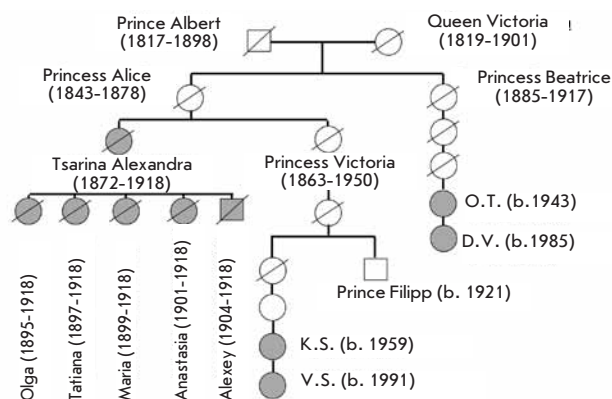 Prince Albert
(1817-1898)
Queen Victoria
(1819-1901)
Princess Alice
(1843-1878)
Princess Beatrice
(1885-1917)
Tsarina Alexandra
(1872-1918)
Princess Victoria
(1863-1950)
O.T. (b.1943)
D.V. (b.1985)
Olga (1895-1918)
Tatiana (1897-1918)
Maria (1899-1918)
Anastasia (1901-1918)
Alexey (1904-1918)
Prince Filipp (b. 1921)
K.S. (b. 1959)
V.S. (b. 1991)